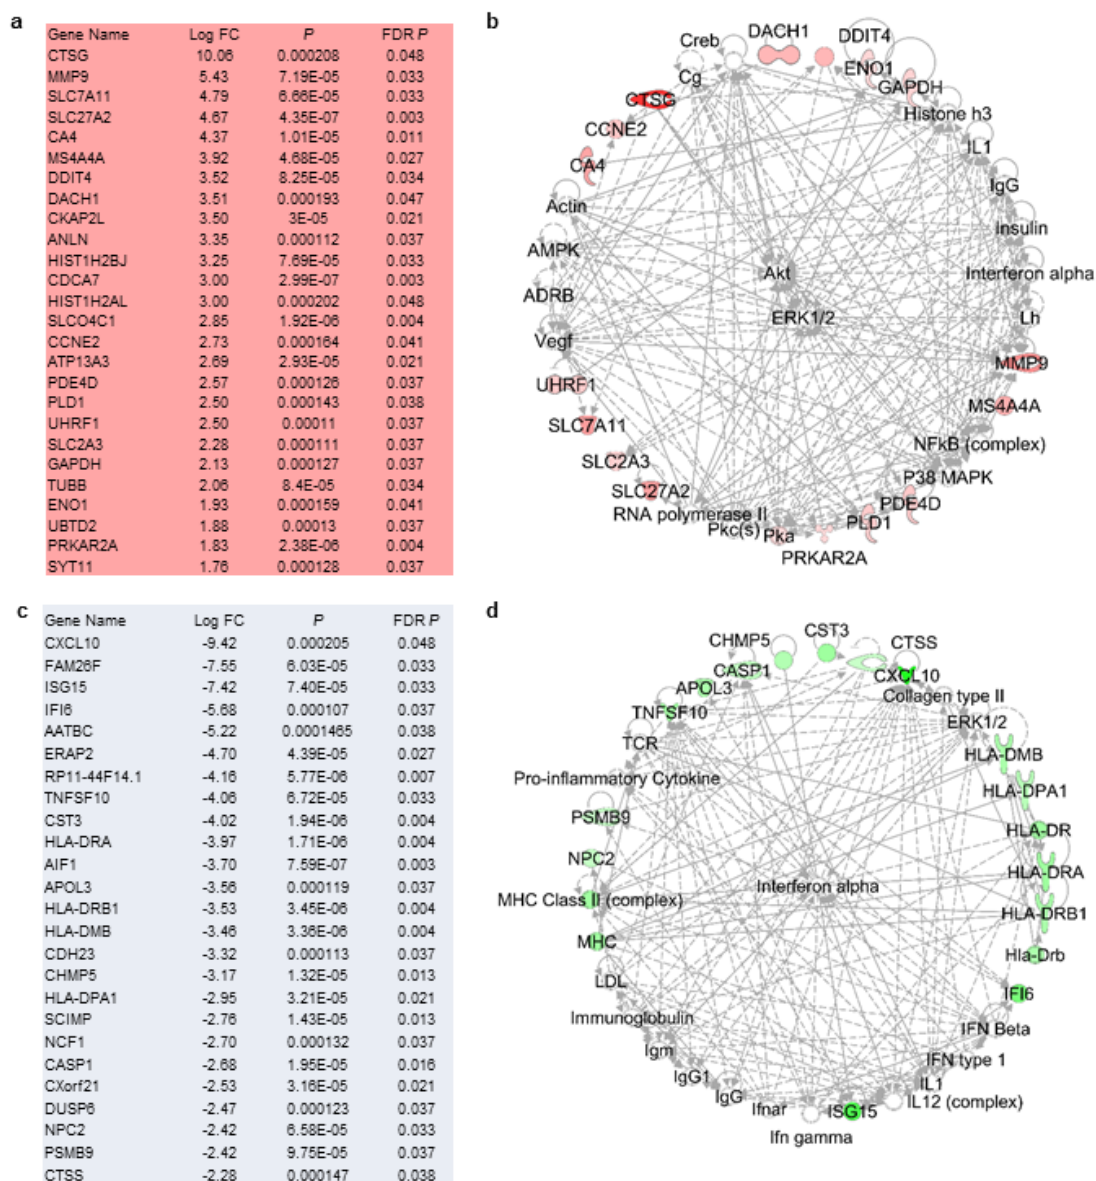 a
Gene Name Log FC P FDR P
CTSG 10.06 0.000208 0.048
MMP9 5.43 7.19E-05 0.033
SLC7A11 4.79 6.66E-05 0.033
SLC27A2 4.67 4.35E-07 0.003
CA4 4.37 1.01E-05 0.011
MS4A4A 3.92 4.68E-05 0.027
DDIT4 3.52 8.25E-05 0.034
DACH1 3.51 0.000193 0.047
CKAP2L 3.50 3E-05 0.021
ANLN 3.35 0.000112 0.037
HIST1H2BJ 3.25 7.69E-05 0.033
CDCA7 3.00 2.99E-07 0.003
HIST1H2AL 3.00 0.000202 0.048
SLCO4C1 2.85 1.92E-06 0.004
CCNE2 2.73 0.000164 0.041
ATP13A3 2.69 2.93E-05 0.021
PDE4D 2.57 0.000126 0.037
PLD1 2.50 0.000143 0.038
UHRF1 2.50 0.00011 0.037
SLC2A3 2.28 0.000111 0.037
GAPDH 2.13 0.000127 0.037
TUBB 2.06 8.4E-05 0.034
ENO1 1.93 0.000159 0.041
UBTD2 1.88 0.00013 0.037
PRKAR2A 1.83 2.38E-06 0.004
SYT11 1.76 0.000128 0.037
b
DACH1
DDIT4
Creb
ENO1
Cg
GAPDH
CTSG
Histone h3
CCNE2
IL1
CA4
IgG
Actin
Insulin
AMPK
Akt
Interferon alpha
ADRB
ERK1/2
Lh
Vegf
MMP9
UHRF1
MS4A4A
SLC7A11
NFkB (complex)
SLC2A3
P38 MAPK
SLC27A2
PDE4D
RNA polymerase II
PLD1
Pkc(s)
Pka
PRKAR2A
c
Gene Name Log FC P FDR P
CXCL10 -9.42 0.000205 0.048
FAM26F -7.55 6.03E-05 0.033
ISG15 -7.42 7.40E-05 0.033
IFI6 -5.68 0.000107 0.037
AATBC -5.22 0.0001465 0.038
ERAP2 -4.70 4.39E-05 0.027
RP11-44F14.1 -4.16 5.77E-06 0.007
TNFSF10 -4.06 6.72E-05 0.033
CST3 -4.02 1.94E-06 0.004
HLA-DRA -3.97 1.71E-06 0.004
AIF1 -3.70 7.59E-07 0.003
APOL3 -3.56 0.000119 0.037
HLA-DRB1 -3.53 3.45E-06 0.004
HLA-DMB -3.46 3.36E-06 0.004
CDH23 -3.32 0.000113 0.037
CHMP5 -3.17 1.32E-05 0.013
HLA-DPA1 -2.95 3.21E-05 0.021
SCIMP -2.76 1.43E-05 0.013
NCF1 -2.70 0.000132 0.037
CASP1 -2.68 1.95E-05 0.016
CXorf21 -2.53 3.16E-05 0.021
DUSP6 -2.47 0.000123 0.037
NPC2 -2.42 6.58E-05 0.033
PSMB9 -2.42 9.75E-05 0.037
CTSS -2.28 0.000147 0.038
d
CST3
CHMP5
CTSS
CASP1
CXCL10
APOL3
Collagen type II
TNFSF10
ERK1/2
TCR
HLA-DMB
Pro-inflammatory Cytokine
HLA-DPA1
PSMB9
HLA-DR
NPC2
HLA-DRA
Interferon alpha
MHC Class II (complex)
HLA-DRB1
MHC
Hla-Drb
LDL
IFI6
Immunoglobulin
IFN Beta
Igm
IFN type 1
IgG1
IL1
IgG
IL12 (complex)
Ifnar
ISG15
Ifn gamma